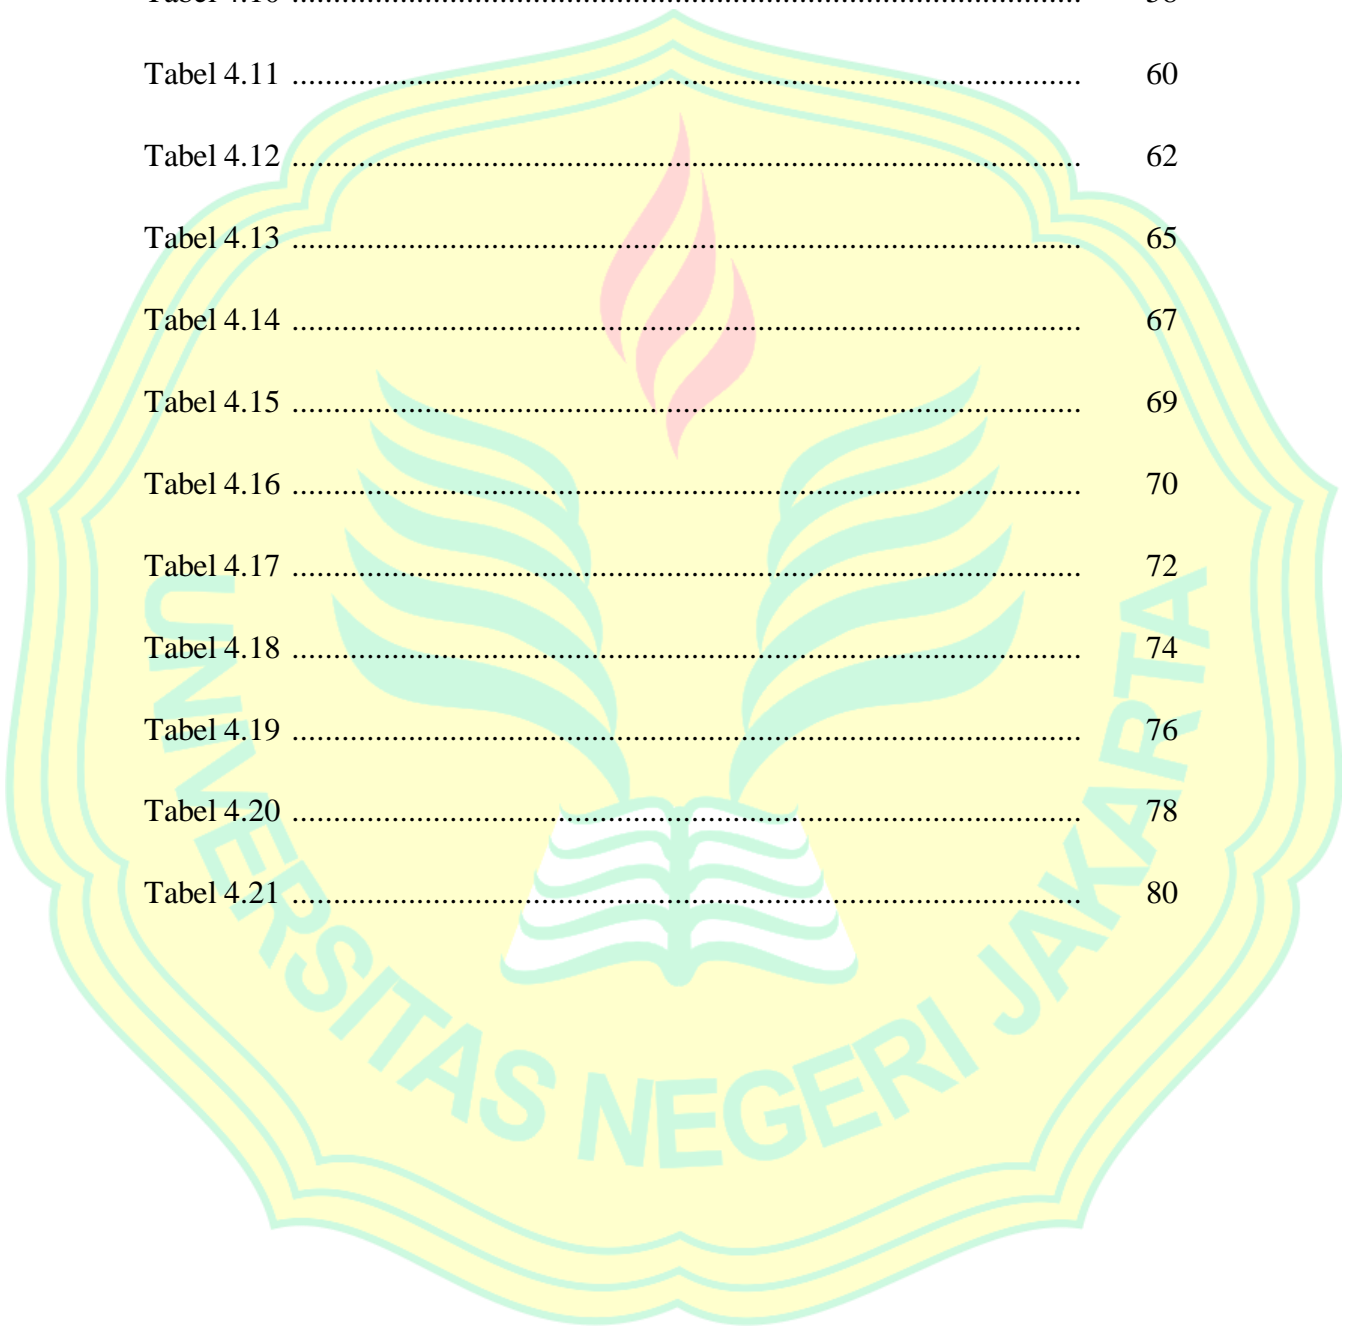 Tabel 4.11 ............................................................................................... 60
Tabel 4.12 ............................................................................................... 62
Tabel 4.13 ............................................................................................... 65
Tabel 4.14 ............................................................................................... 67
Tabel 4.15 ............................................................................................... 69
Tabel 4.16 ............................................................................................... 70
Tabel 4.17 ............................................................................................... 72
Tabel 4.18 ............................................................................................... 74
Tabel 4.19 ............................................................................................... 76
Tabel 4.20 ............................................................................................... 78
Tabel 4.21 ............................................................................................... 80
UNIVERSITAS NEGERI JAKARTA